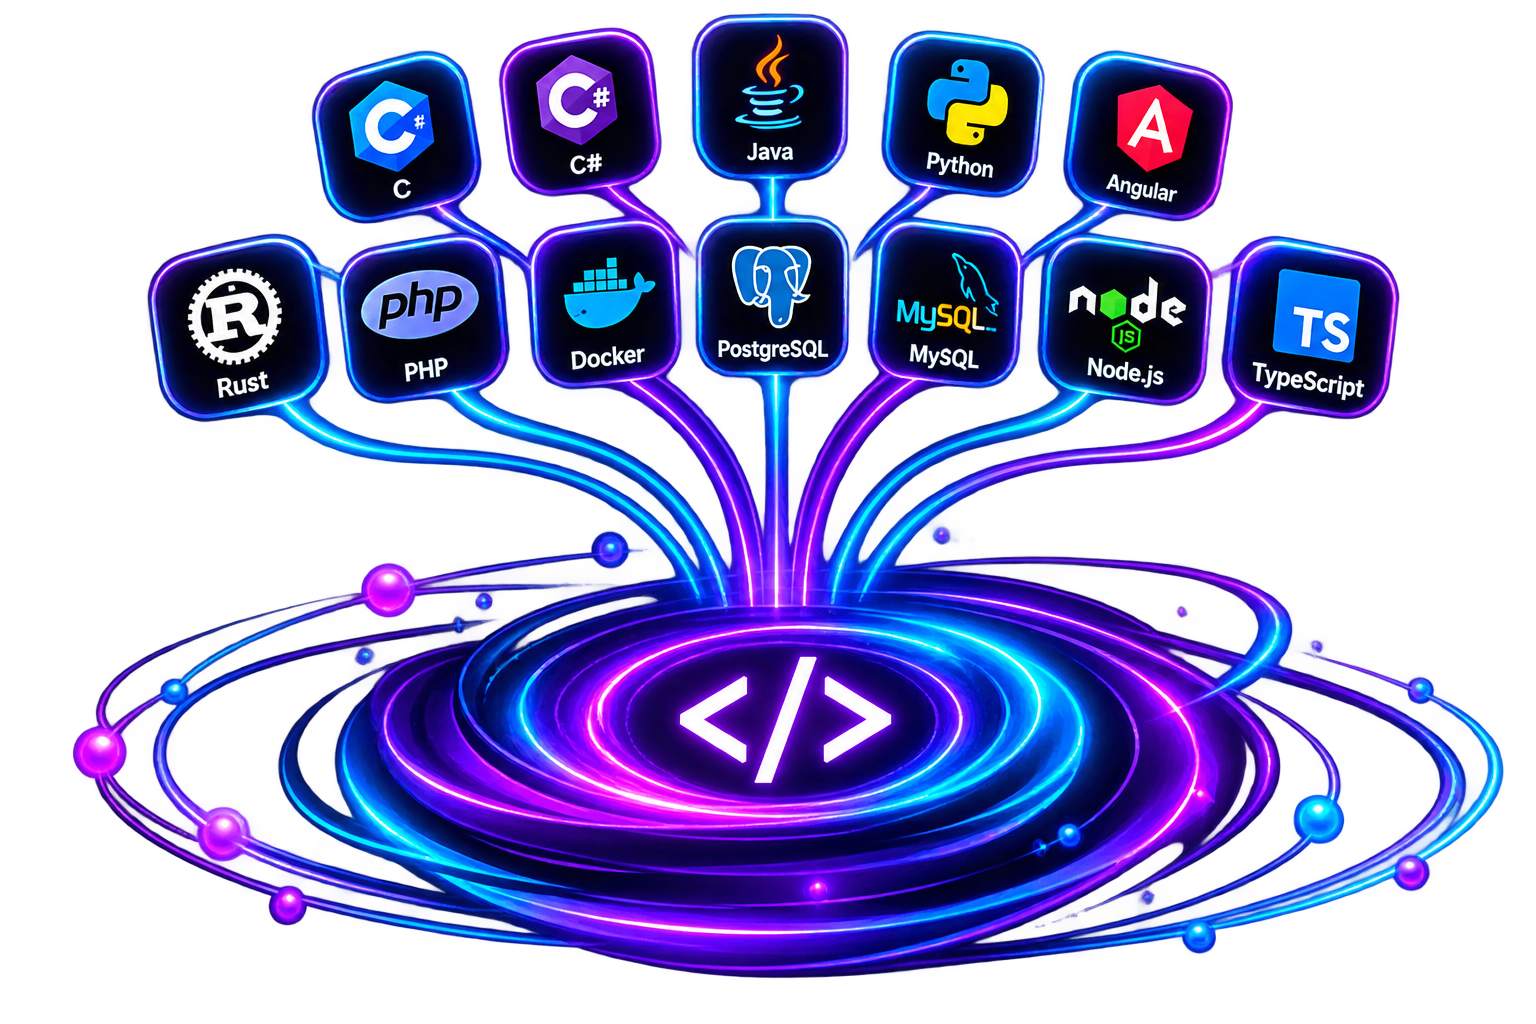 C#
C
C#
C#
Java
Python
A
Angular
R
Rust
php
PHP
Docker
PostgreSQL
MySQL
MySQL
node
JS
Node.js
TS
TypeScript
</>